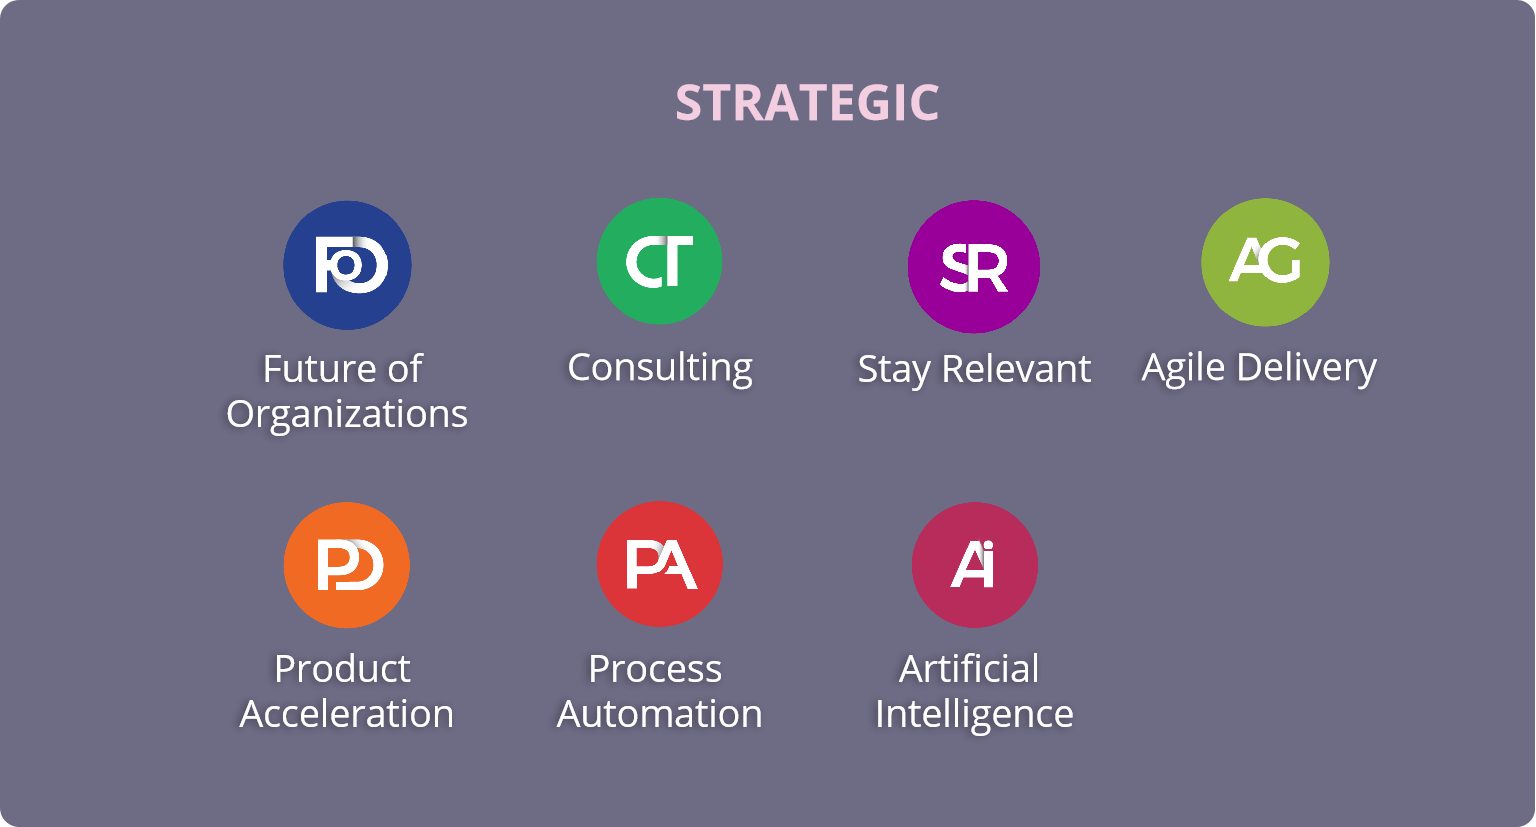 STRATEGIC
FoD
CT
SR
AG
Future of
Organizations
Consulting
Stay Relevant
Agile Delivery
PD
PA
Ai
Product
Acceleration
Process
Automation
Artificial
Intelligence